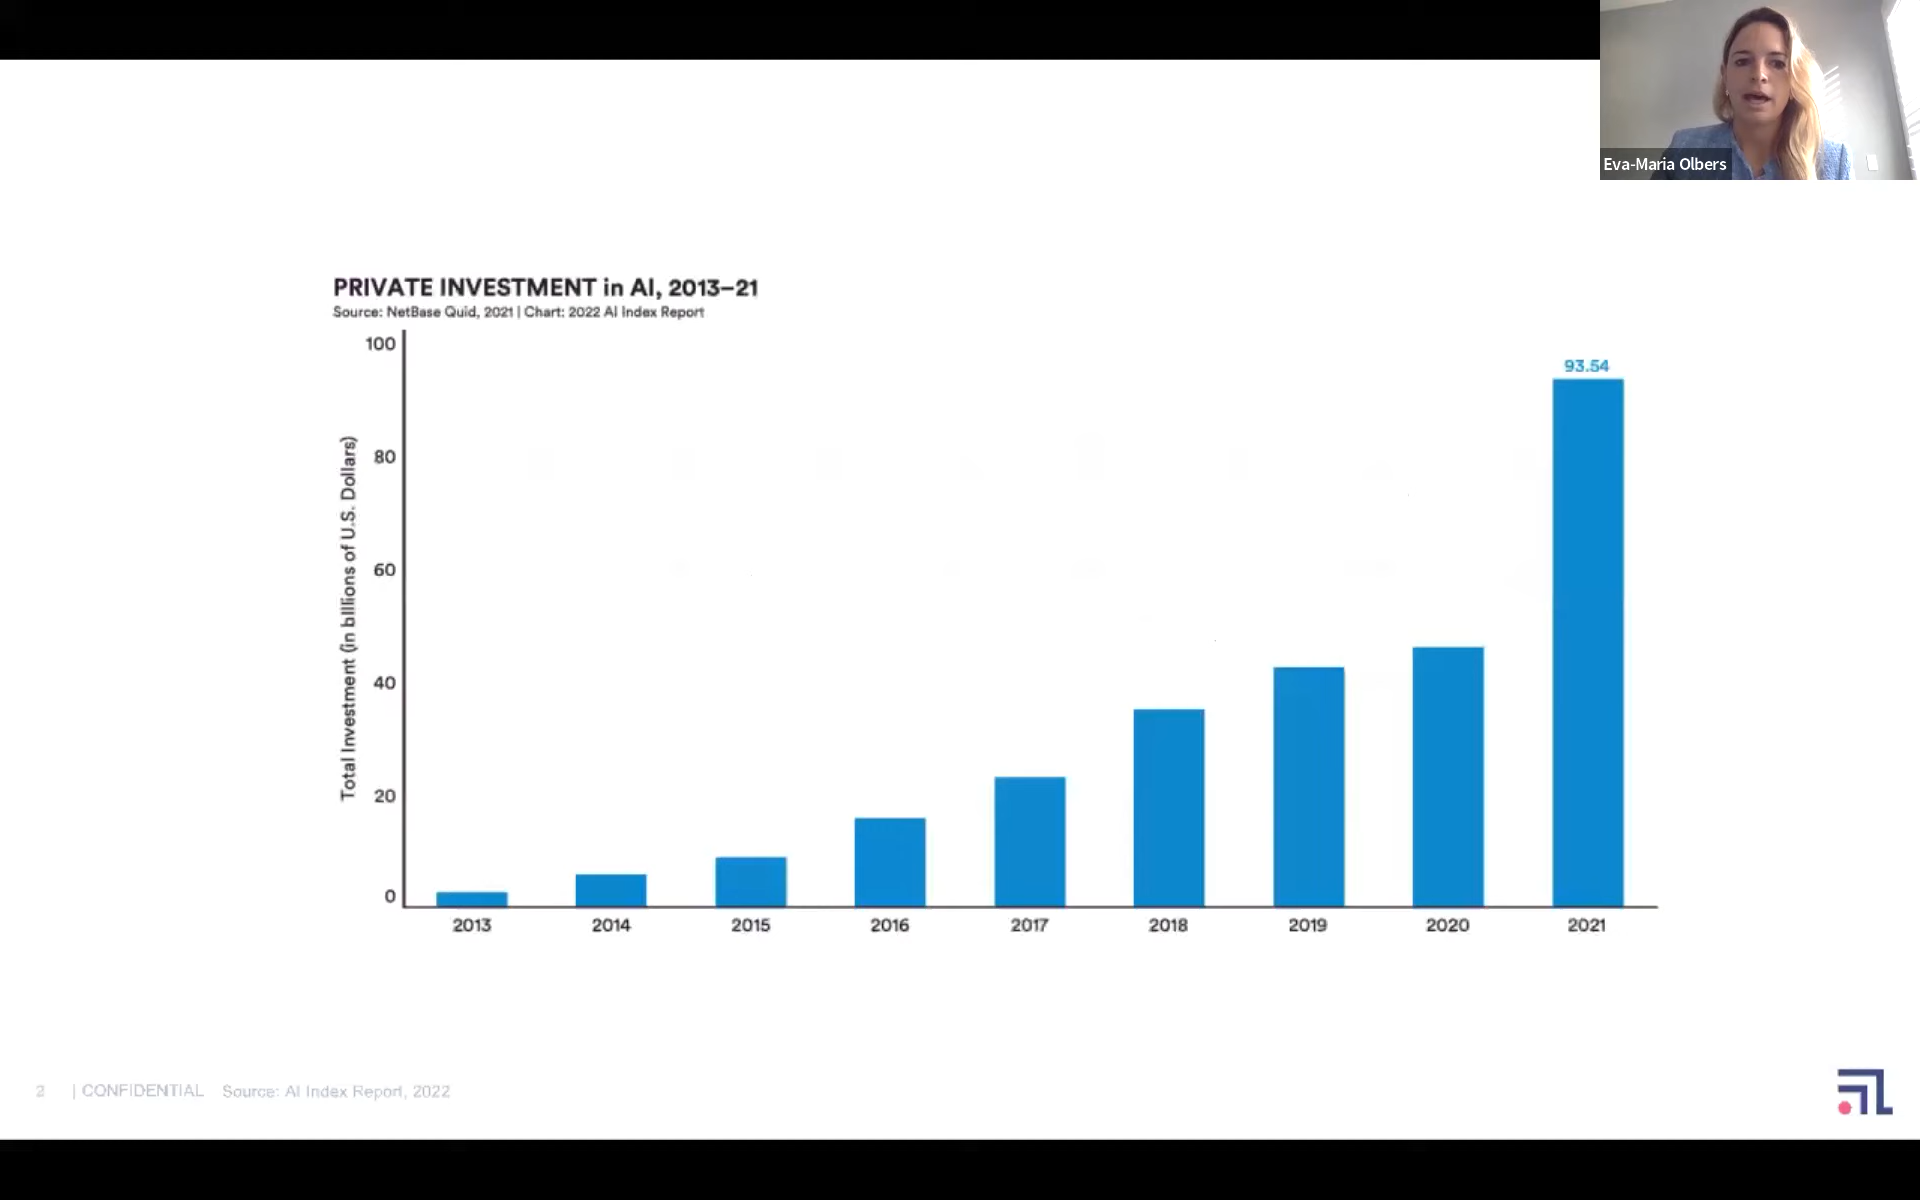 Eva-Maria Olbers
PRIVATE INVESTMENT in AI, 2013–21
Source: NetBase Quid, 2021 | Chart: 2022 AI Index Report
Total Investment (in billions of U.S. Dollars)
100
80
60
40
20
0
93.54
2013 2014 2015 2016 2017 2018 2019 2020 2021
2 | CONFIDENTIAL Source: AI Index Report, 2022